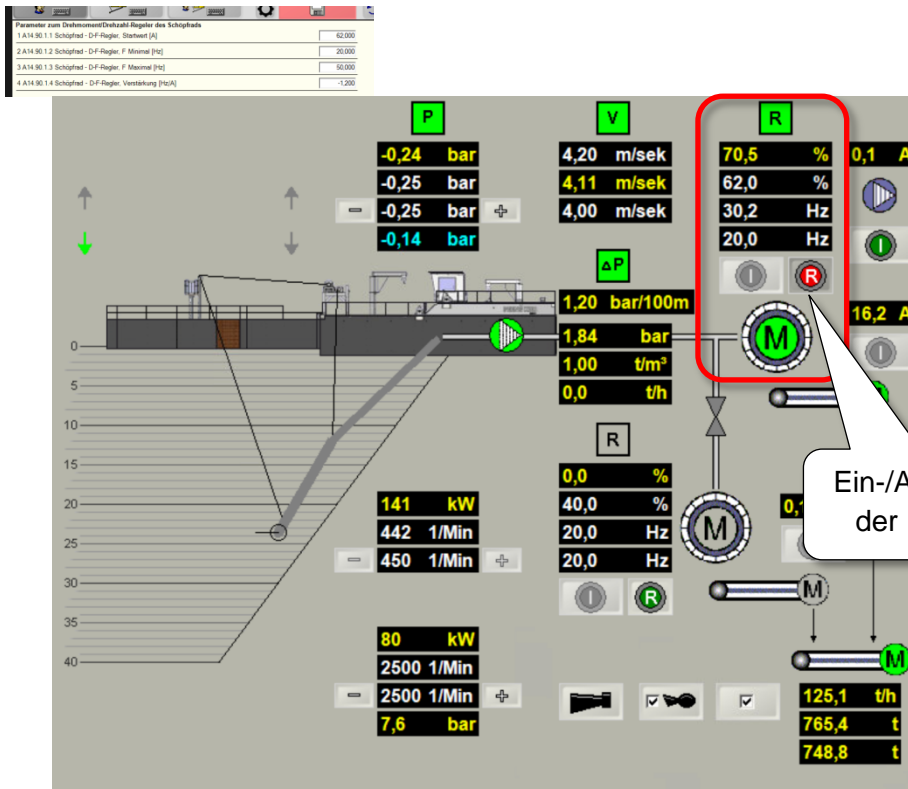 Parameter zum Drehmoment/Drehzahl-Regler des Schöpfrads
1 A14.90.1.1 Schöpfrad - D-F-Regler, Startwert [A] 62,000
2 A14.90.1.2 Schöpfrad - D-F-Regler, F Minimal [Hz] 20,000
3 A14.90.1.3 Schöpfrad - D-F-Regler, F Maximal [Hz] 50,000
4 A14.90.1.4 Schöpfrad - D-F-Regler, Verstärkung [Hz/A] -1,200
P
V
R
-0,24 bar
4,20 m/sek
70,5 %
0,1 A
-0,25 bar
4,11 m/sek
62,0 %
-0,25 bar
4,00 m/sek
30,2 Hz
-0,14 bar
20,0 Hz
I
ΔP
I
R
1,20 bar/100m
16,2 A
0
1,84 bar
M
I
1,00 t/m³
5
0,0 t/h
10
R
15
0,0 %
Ein-/A
20
141 kW
40,0 %
der
442 1/Min
20,0 Hz
M
25
450 1/Min
20,0 Hz
30
I
R
M
35
80 kW
40
2500 1/Min
M
2500 1/Min
125,1 t/h
7,6 bar
765,4 t
748,8 t